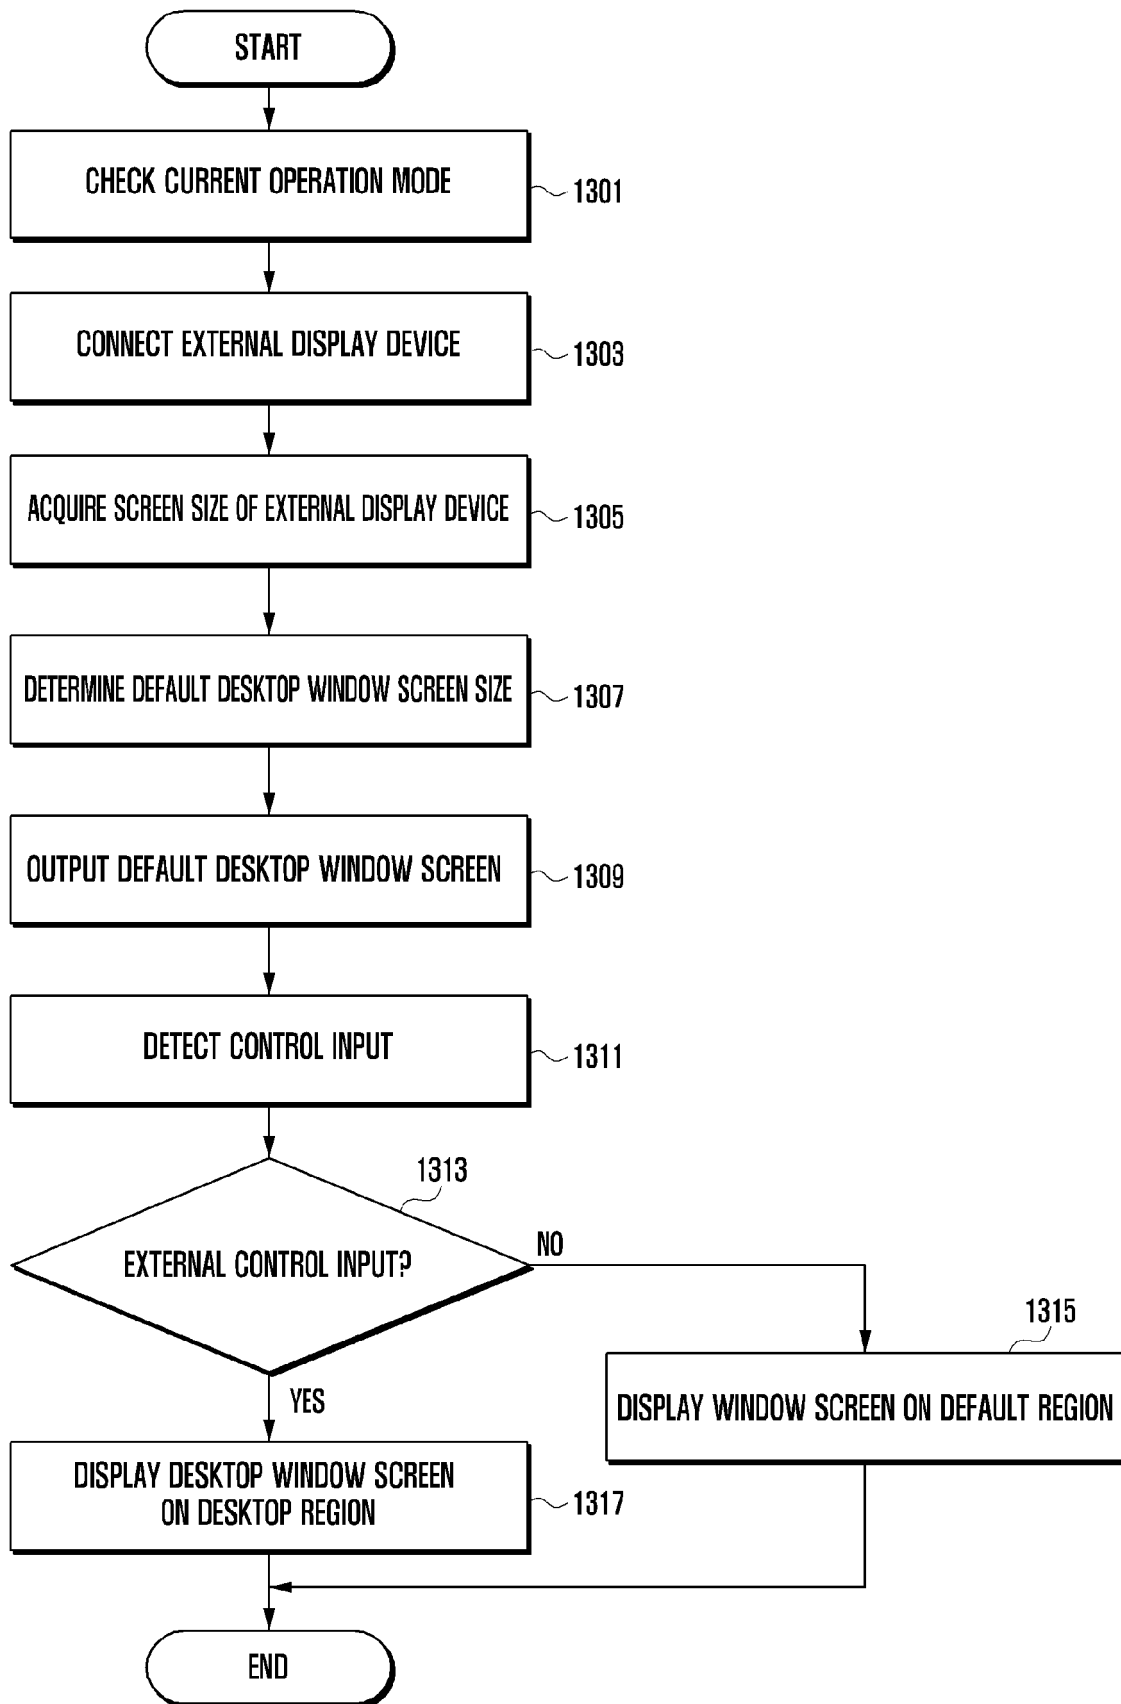 START
CHECK CURRENT OPERATION MODE
1301
CONNECT EXTERNAL DISPLAY DEVICE
1303
ACQUIRE SCREEN SIZE OF EXTERNAL DISPLAY DEVICE
1305
DETERMINE DEFAULT DESKTOP WINDOW SCREEN SIZE
1307
OUTPUT DEFAULT DESKTOP WINDOW SCREEN
1309
DETECT CONTROL INPUT
1311
1313
EXTERNAL CONTROL INPUT?
NO
YES
1315
DISPLAY WINDOW SCREEN ON DEFAULT REGION
DISPLAY DESKTOP WINDOW SCREEN
ON DESKTOP REGION
1317
END